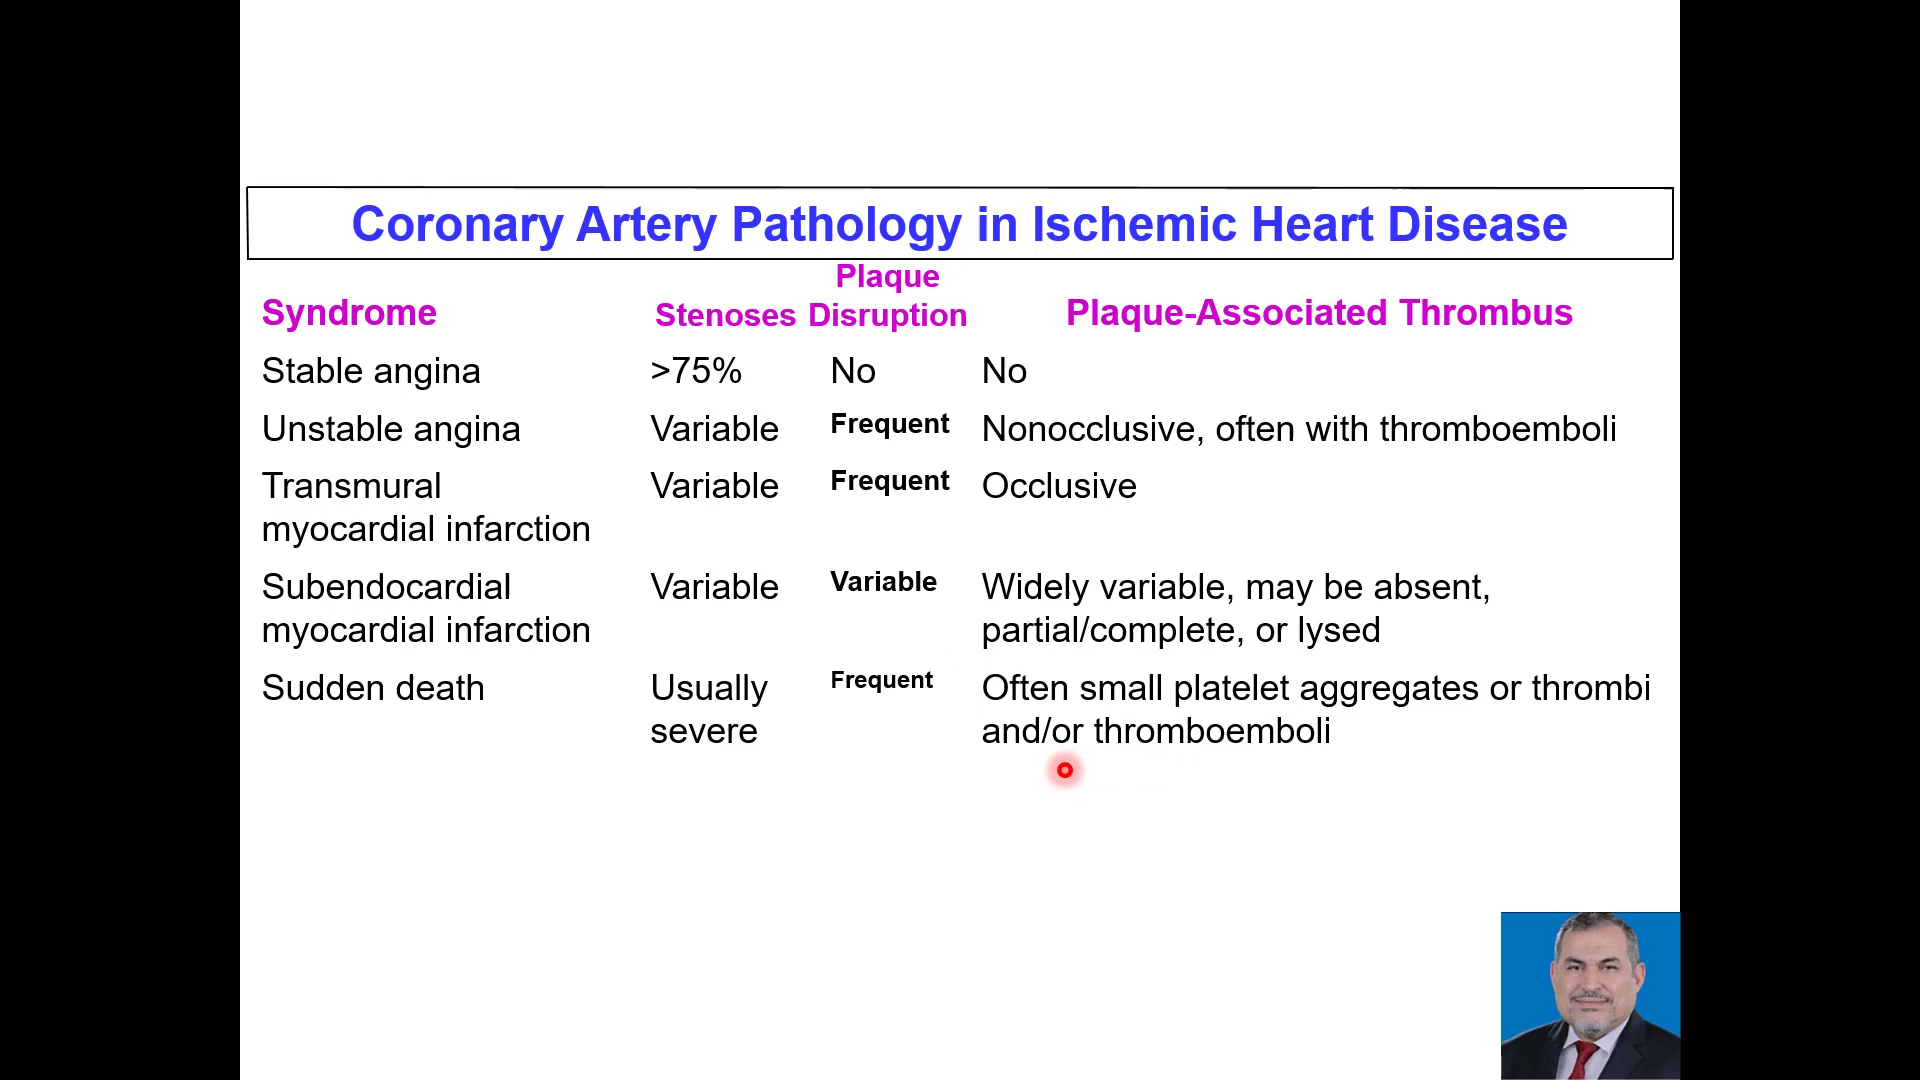 Coronary Artery Pathology in Ischemic Heart Disease
Syndrome Stenoses Plaque Disruption Plaque-Associated Thrombus
Stable angina >75% No No
Unstable angina Variable Frequent Nonocclusive, often with thromboemboli
Transmural Variable Frequent Occlusive
myocardial infarction
Subendocardial Variable Variable Widely variable, may be absent,
myocardial infarction partial/complete, or lysed
Sudden death Usually Frequent Often small platelet aggregates or thrombi
severe and/or thromboemboli